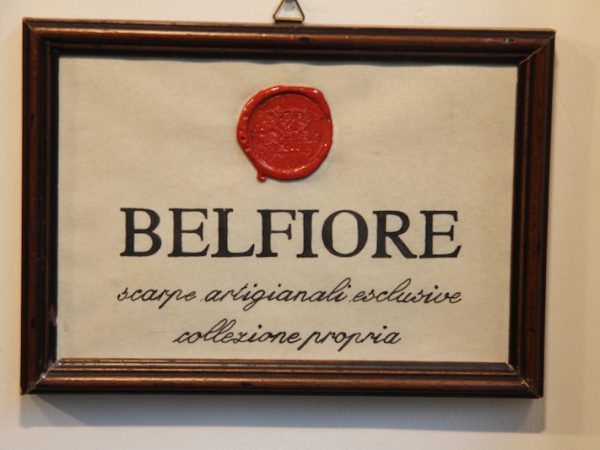 BELFIORE
scarpe artigianali esclusive
collezione propria